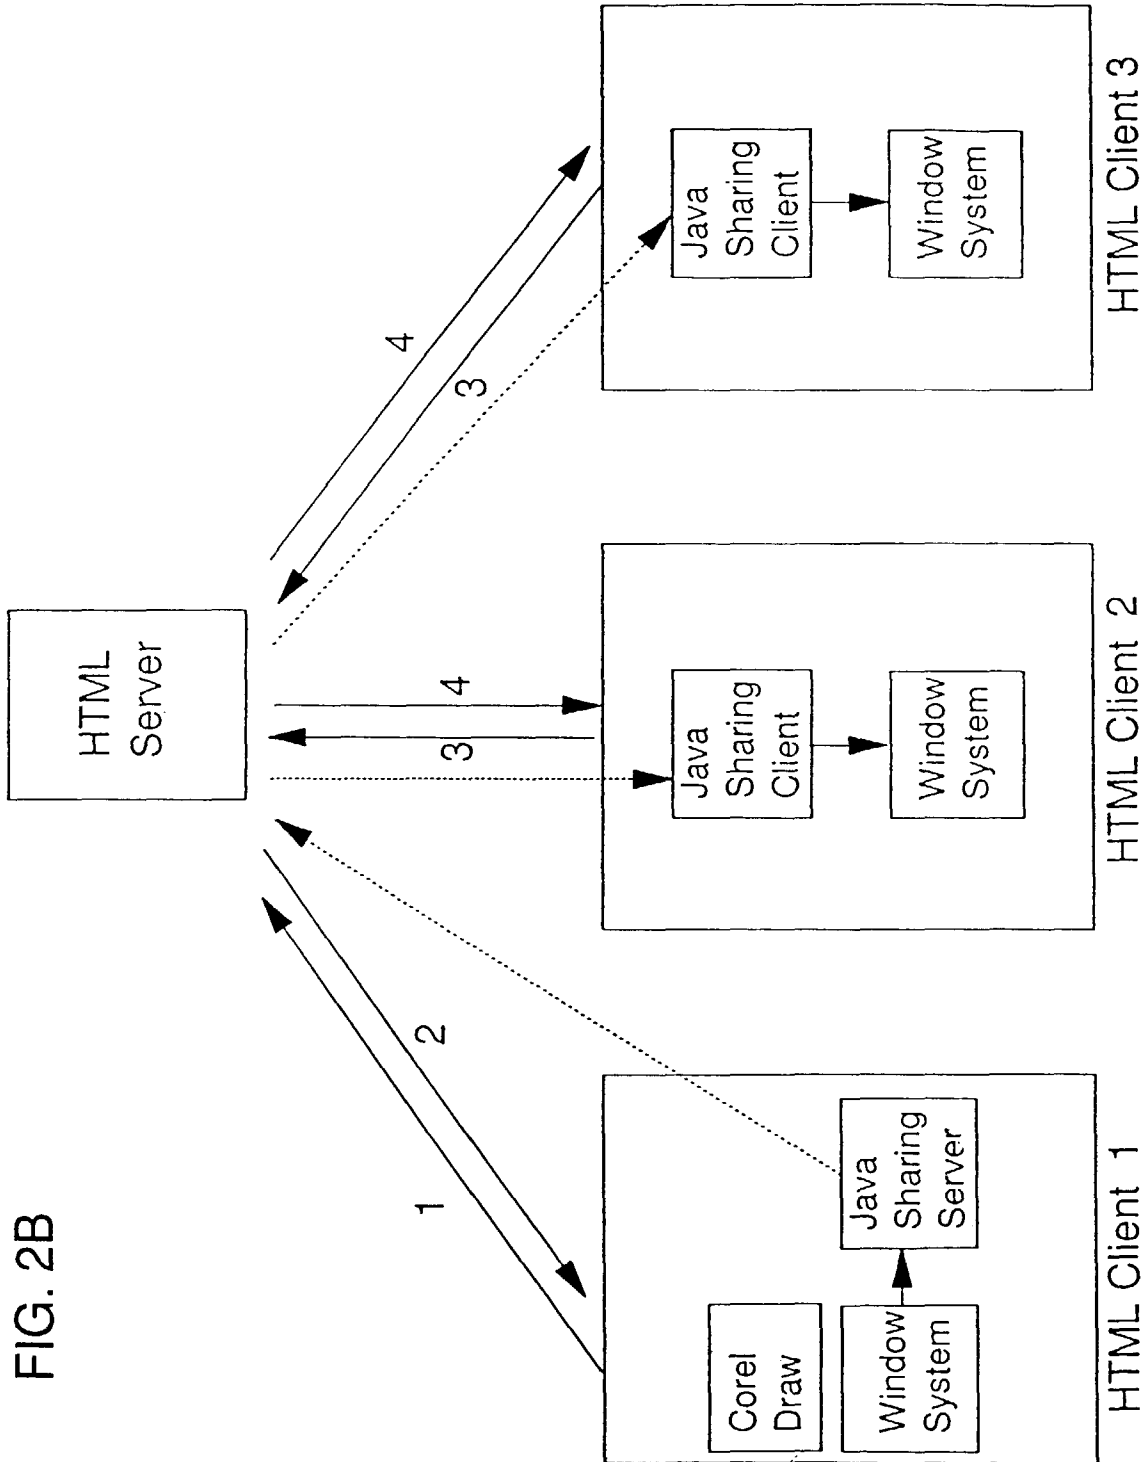 FIG. 2B
HTML
Server
1
2
3
4
3
4
Corel
Draw
Window
System
Java
Sharing
Server
HTML Client 1
Java
Sharing
Client
Window
System
HTML Client 2
Java
Sharing
Client
Window
System
HTML Client 3